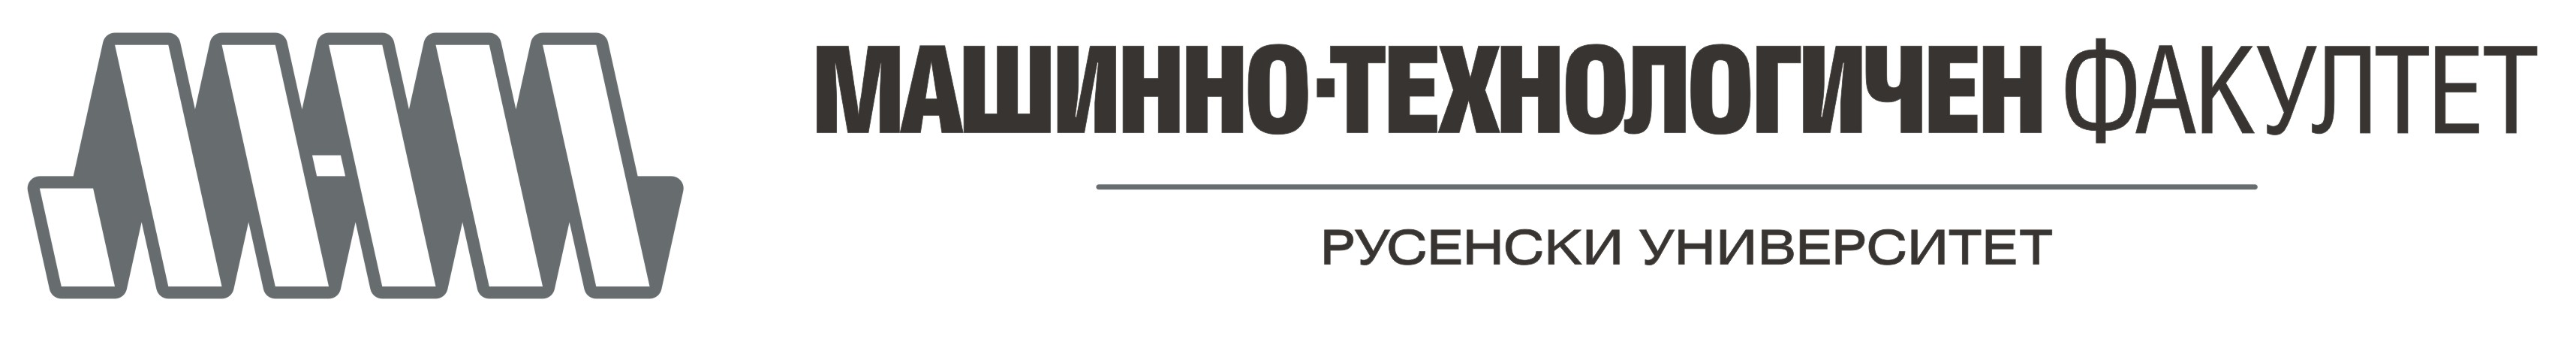 МАШИННО-ТЕХНОЛОГИЧЕН ФАКУЛТЕТ
РУСЕНСКИ УНИВЕРСИТЕТ